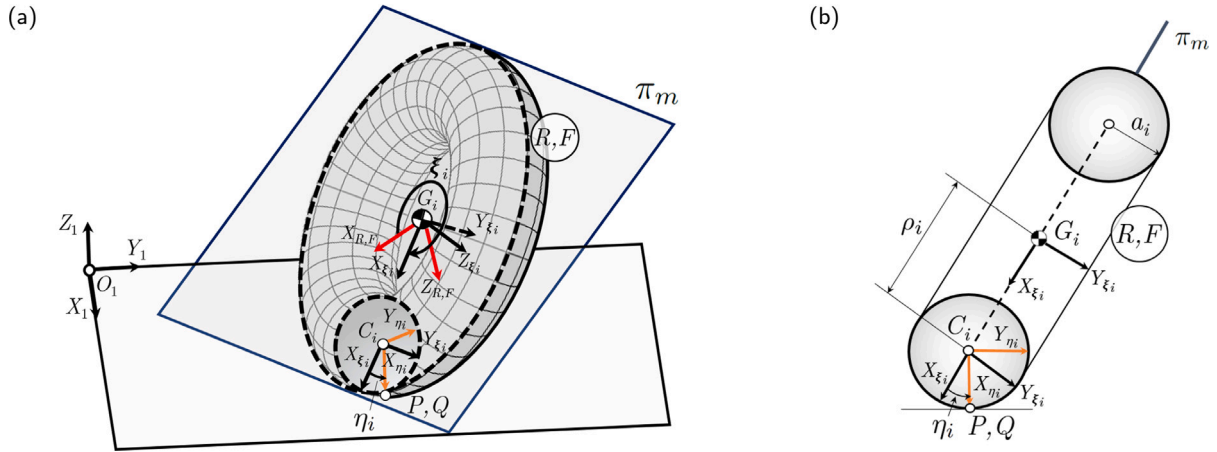 (a)
π_m
R,F
ξ_i
G_i
Z_1
Y_1
X_{R,F}
Y_{ξ_i}
X_{ξ_i}
Z_{ξ_i}
O_1
Z_{R,F}
X_1
Y_{η_i}
C_i
Y_{ξ_i}
X_{ξ_i}
X_{η_i}
η_i
P,Q
(b)
π_m
a_i
ρ_i
G_i
R,F
X_{ξ_i}
Y_{ξ_i}
C_i
Y_{η_i}
X_{ξ_i}
X_{η_i}
Y_{ξ_i}
η_i
P,Q